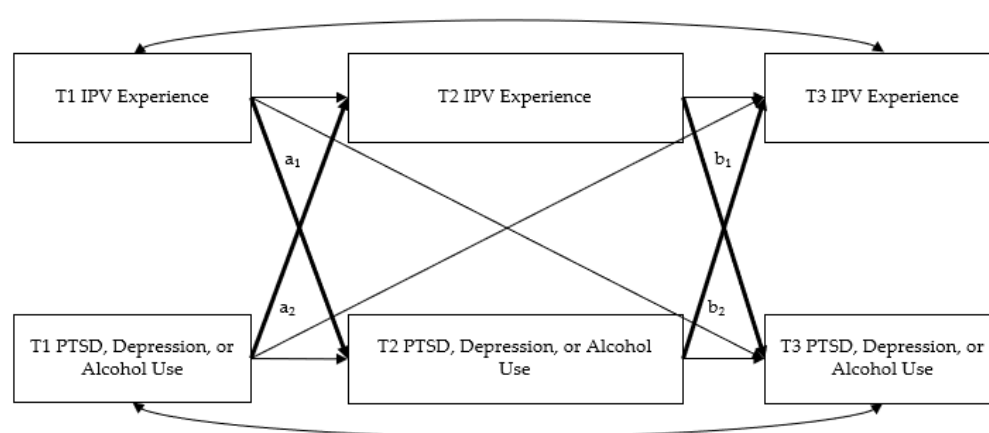 T1 IPV Experience
T2 IPV Experience
T3 IPV Experience
a1
b1
a2
b2
T1 PTSD, Depression, or
Alcohol Use
T2 PTSD, Depression, or Alcohol
Use
T3 PTSD, Depression, or
Alcohol Use